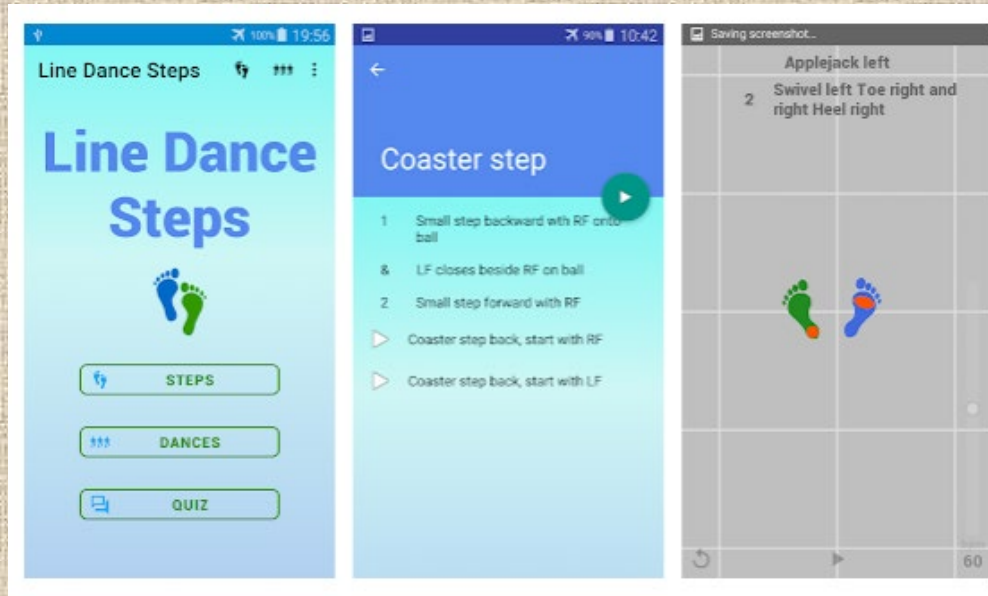 100% 19:56
Line Dance Steps
Line Dance
Steps
STEPS
DANCES
QUIZ
90% 10:42
Coaster step
1 Small step backward wth RF onto
ball
& LF closes beside RF on ball
2 Small step forward with RF
Coaster step back, start with RF
Coaster step back, start with LF
Saving screenshot...
Applejack left
2 Swivel left Toe right and
right Heel right
60